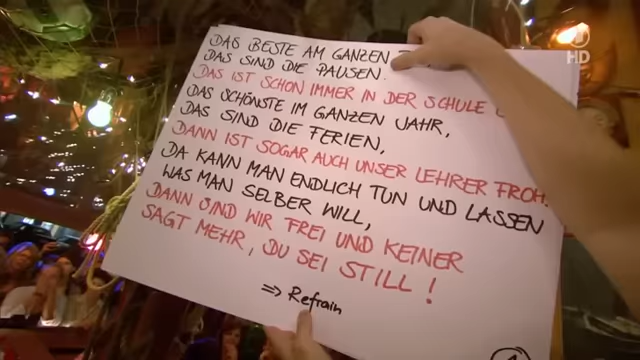 DAS BESTE AM GANZEN
DAS SIND DIE PAUSEN.
DAS IST SCHON IMMER IN DER SCHULE
DAS SCHÖNSTE IM GANZEN JAHR,
DAS SIND DIE FERIEN,
DANN IST SOGAR AUCH UNSER LEHRER FROH.
DA KANN MAN ENDLICH TUN UND LASSEN
WAS MAN SELBER WILL,
DANN SIND WIR FREI UND KEINER
SAGT MEHR, DU SEI STILL!
⇒ Refrain
1
HD